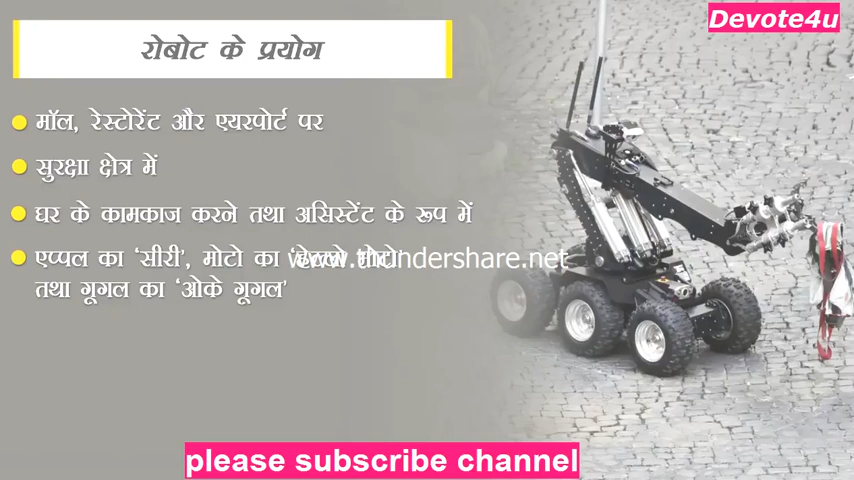 Devote4u
रोबोट के प्रयोग
मॉल, रेस्टोरेंट और एयरपोर्ट पर
सुरक्षा क्षेत्र में
घर के कामकाज करने तथा असिस्टेंट के रूप में
एप्पल का ‘सीरी’, मोटो का
www.thundershare.net
तथा गूगल का ‘ओके गूगल’
please subscribe channel